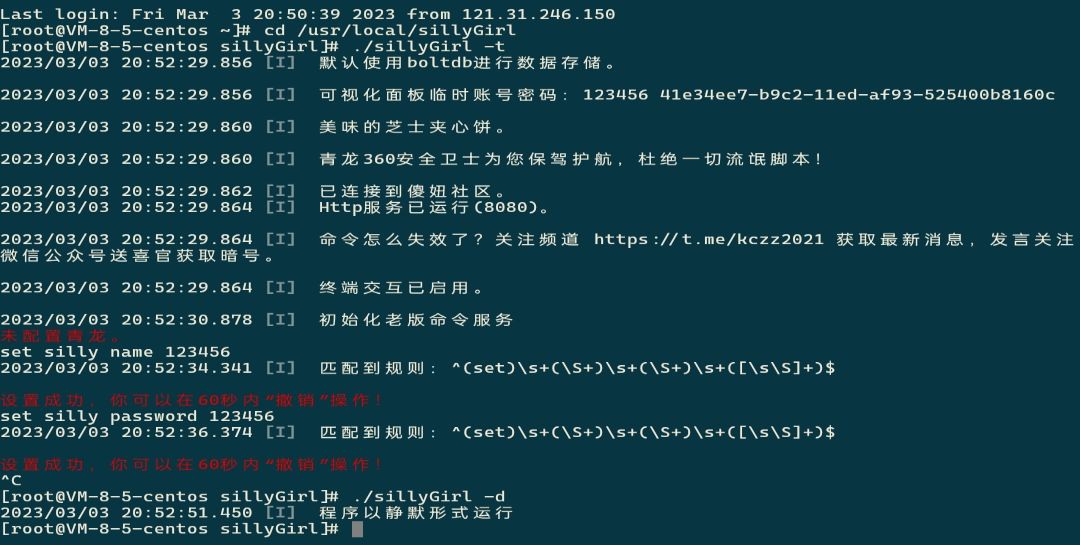 Last login: Fri Mar  3 20:50:39 2023 from 121.31.246.150
[root@VM-8-5-centos ~]# cd /usr/local/sillyGirl
[root@VM-8-5-centos sillyGirl]# ./sillyGirl -t
2023/03/03 20:52:29.856 [I]  默认使用boltdb进行数据存储。
2023/03/03 20:52:29.856 [I]  可视化面板临时账号密码：123456 41e34ee7-b9c2-11ed-af93-525400b8160c
2023/03/03 20:52:29.860 [I]  美味的芝士夹心饼。
2023/03/03 20:52:29.860 [I]  青龙360安全卫士为您保驾护航，杜绝一切流氓脚本！
2023/03/03 20:52:29.862 [I]  已连接到傻妞社区。
2023/03/03 20:52:29.864 [I]  Http服务已运行(8080)。
2023/03/03 20:52:29.864 [I]  命令怎么失效了？关注频道 https://t.me/kczz2021 获取最新消息，发言关注
微信公众号送喜官获取暗号。
2023/03/03 20:52:29.864 [I]  终端交互已启用。
2023/03/03 20:52:30.878 [I]  初始化老版命令服务
未配置青龙。
set silly name 123456
2023/03/03 20:52:34.341 [I]  匹配到规则：^(set)\s+(\S+)\s+(\S+)\s+([\s\S]+)$
设置成功，你可以在60秒内“撤销”操作！
set silly password 123456
2023/03/03 20:52:36.374 [I]  匹配到规则：^(set)\s+(\S+)\s+(\S+)\s+([\s\S]+)$
设置成功，你可以在60秒内“撤销”操作！
^C
[root@VM-8-5-centos sillyGirl]# ./sillyGirl -d
2023/03/03 20:52:51.450 [I]  程序以静默形式运行
[root@VM-8-5-centos sillyGirl]#